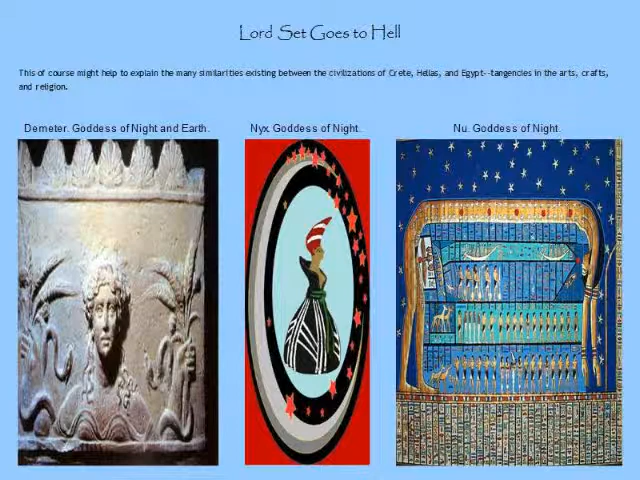 Lord Set Goes to Hell
This of course might help to explain the many similarities existing between the civilizations of Crete, Hellas, and Egypt--tangencies in the arts, crafts,
and religion.
Demeter. Goddess of Night and Earth.
Nyx. Goddess of Night.
Nu. Goddess of Night.